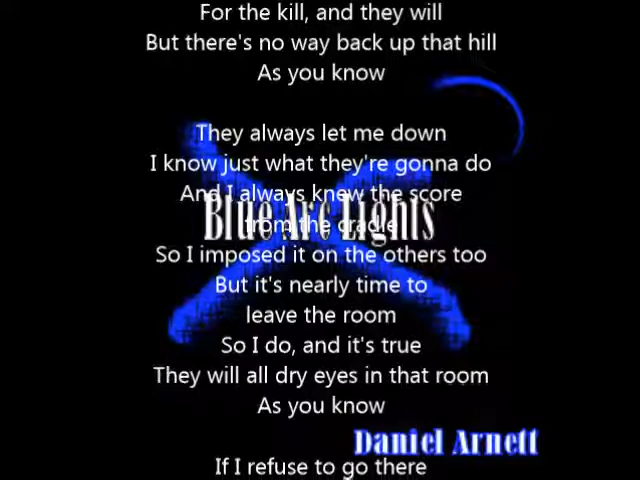 For the kill, and they will
But there's no way back up that hill
As you know
They always let me down
I know just what they're gonna do
And I always knew the score
from the cradle
Blue Arc Lights
So I imposed it on the others too
But it's nearly time to
leave the room
So I do, and it's true
They will all dry eyes in that room
As you know
Daniel Arnett
If I refuse to go there